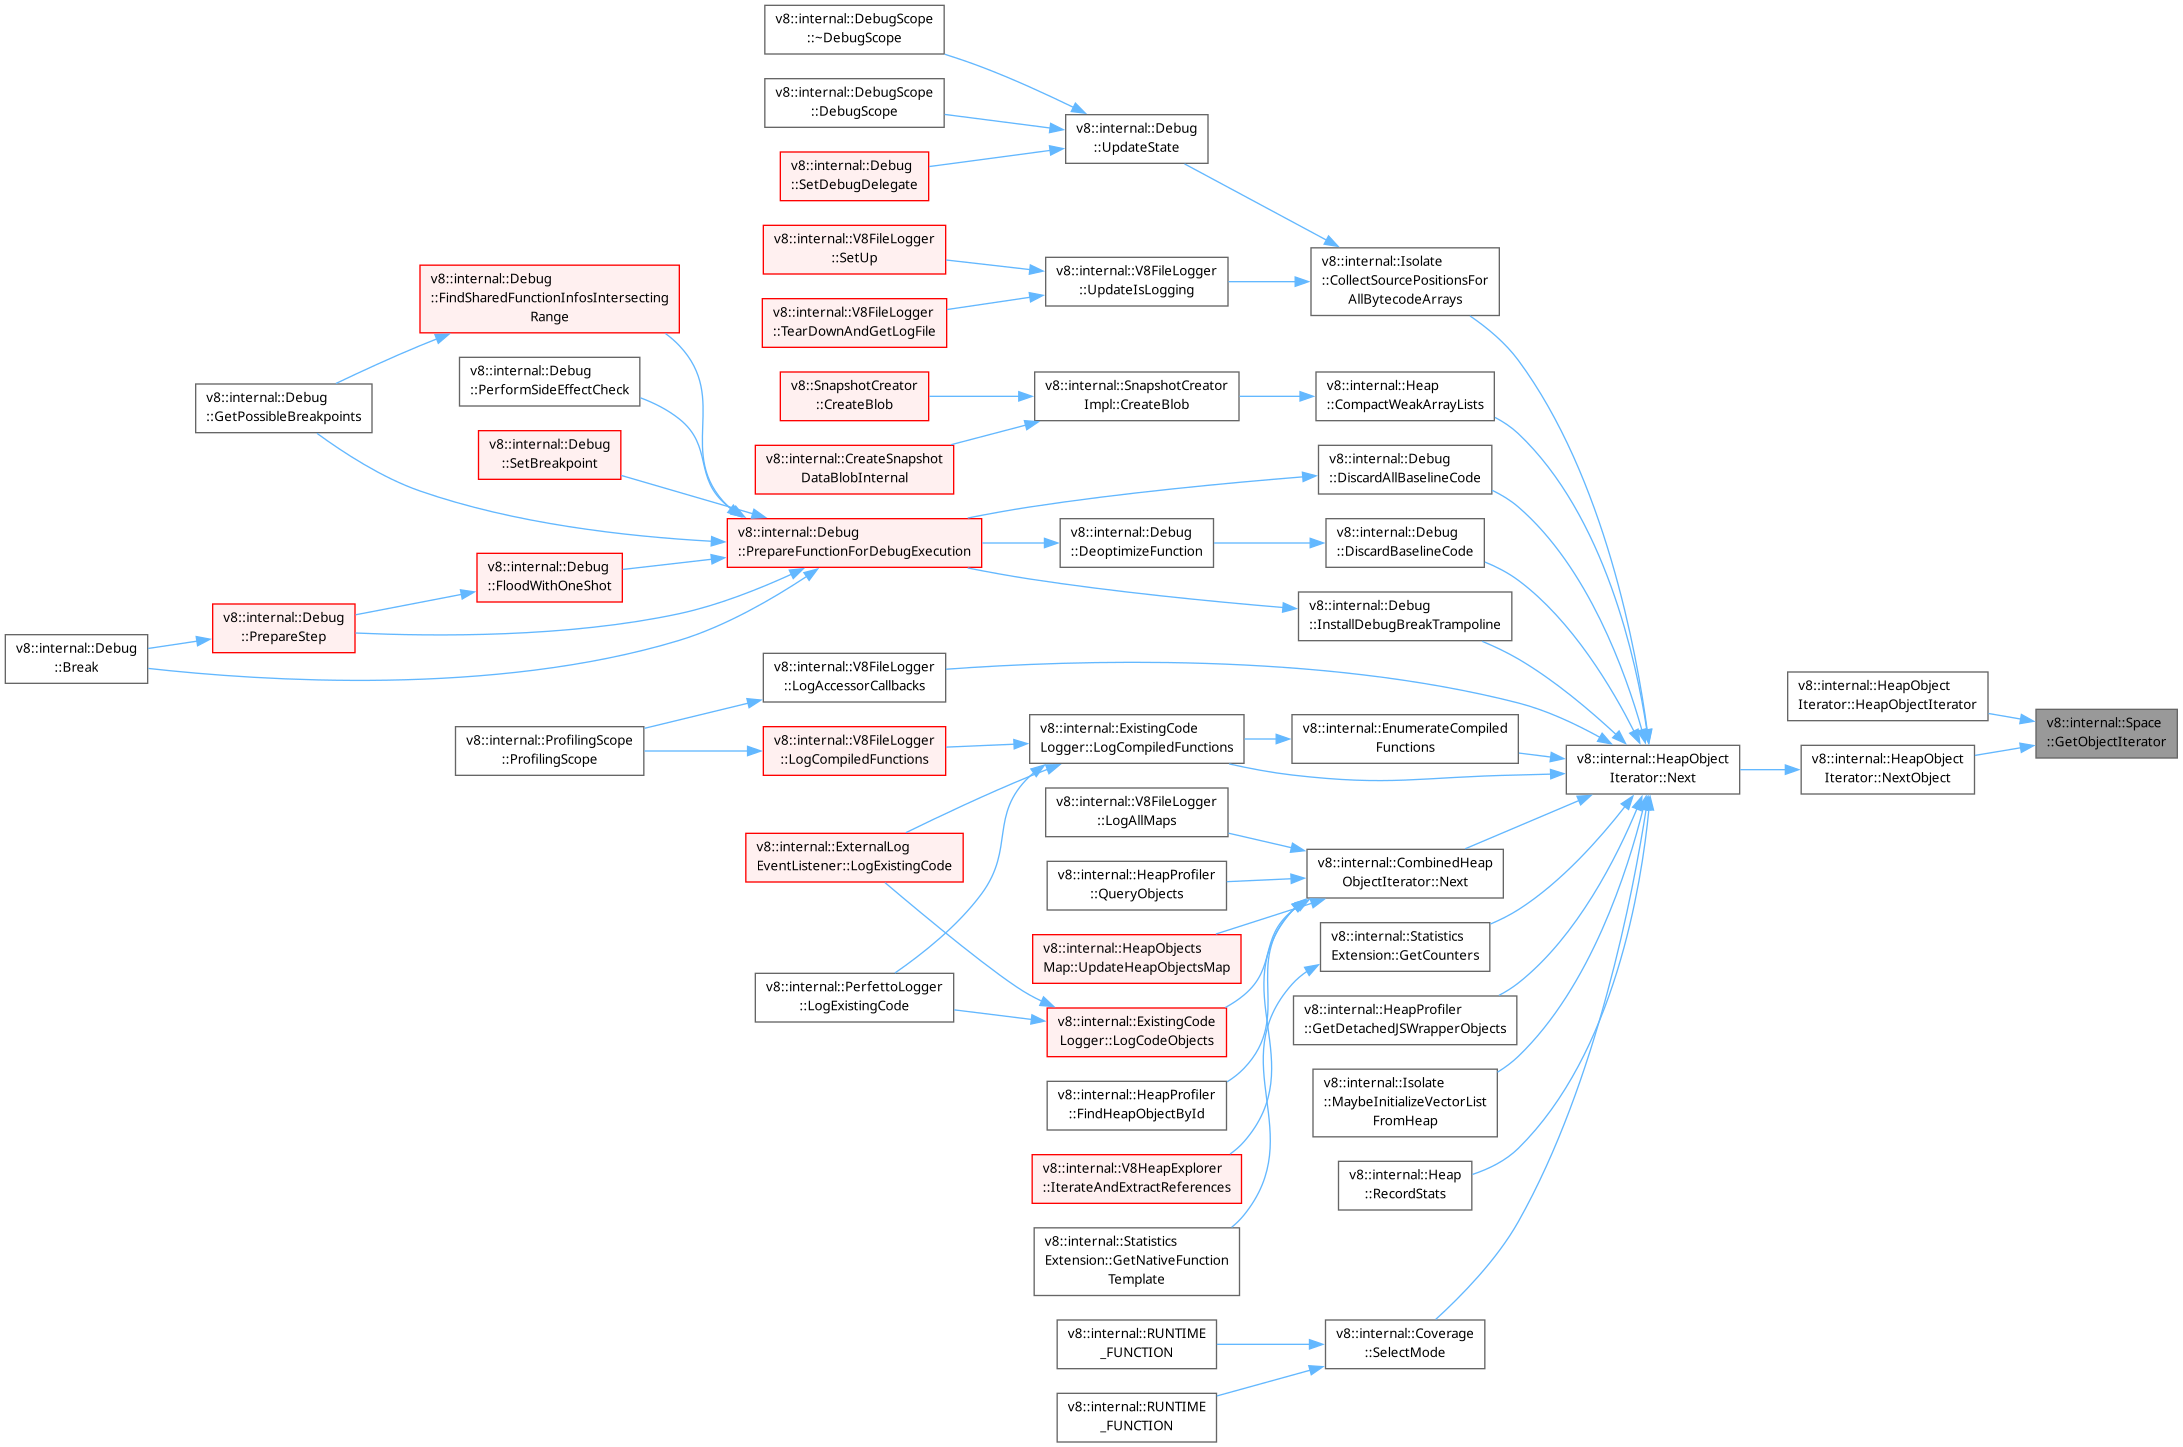 v8::internal::DebugScope
::~DebugScope
v8::internal::DebugScope
::DebugScope
v8::internal::Debug
::UpdateState
v8::internal::Debug
::SetDebugDelegate
v8::internal::V8FileLogger
::SetUp
v8::internal::V8FileLogger
::UpdateIsLogging
v8::internal::Isolate
::CollectSourcePositionsFor
AllBytecodeArrays
v8::internal::V8FileLogger
::TearDownAndGetLogFile
v8::internal::Debug
::FindSharedFunctionInfosIntersecting
Range
v8::internal::Debug
::PerformSideEffectCheck
v8::internal::Debug
::GetPossibleBreakpoints
v8::SnapshotCreator
::CreateBlob
v8::internal::SnapshotCreator
Impl::CreateBlob
v8::internal::Heap
::CompactWeakArrayLists
v8::internal::Debug
::SetBreakpoint
v8::internal::CreateSnapshot
DataBlobInternal
v8::internal::Debug
::DiscardAllBaselineCode
v8::internal::Debug
::PrepareFunctionForDebugExecution
v8::internal::Debug
::DeoptimizeFunction
v8::internal::Debug
::DiscardBaselineCode
v8::internal::Debug
::FloodWithOneShot
v8::internal::Debug
::PrepareStep
v8::internal::Debug
::Break
v8::internal::Debug
::InstallDebugBreakTrampoline
v8::internal::V8FileLogger
::LogAccessorCallbacks
v8::internal::ProfilingScope
::ProfilingScope
v8::internal::V8FileLogger
::LogCompiledFunctions
v8::internal::ExistingCode
Logger::LogCompiledFunctions
v8::internal::EnumerateCompiled
Functions
v8::internal::HeapObject
Iterator::Next
v8::internal::HeapObject
Iterator::HeapObjectIterator
v8::internal::HeapObject
Iterator::NextObject
v8::internal::Space
::GetObjectIterator
v8::internal::V8FileLogger
::LogAllMaps
v8::internal::ExternalLog
EventListener::LogExistingCode
v8::internal::HeapProfiler
::QueryObjects
v8::internal::CombinedHeap
ObjectIterator::Next
v8::internal::HeapObjects
Map::UpdateHeapObjectsMap
v8::internal::Statistics
Extension::GetCounters
v8::internal::PerfettoLogger
::LogExistingCode
v8::internal::ExistingCode
Logger::LogCodeObjects
v8::internal::HeapProfiler
::GetDetachedJSWrapperObjects
v8::internal::HeapProfiler
::FindHeapObjectById
v8::internal::Isolate
::MaybeInitializeVectorList
FromHeap
v8::internal::V8HeapExplorer
::IterateAndExtractReferences
v8::internal::Heap
::RecordStats
v8::internal::Statistics
Extension::GetNativeFunction
Template
v8::internal::RUNTIME
_FUNCTION
v8::internal::Coverage
::SelectMode
v8::internal::RUNTIME
_FUNCTION